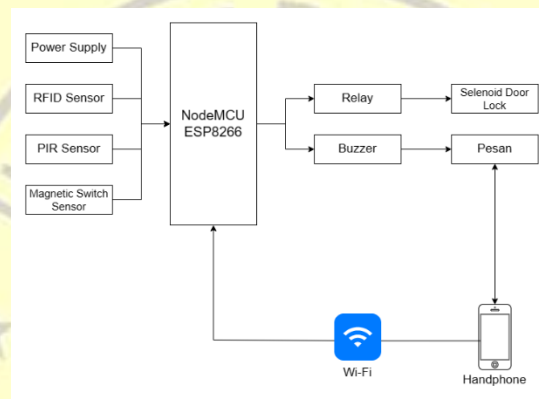 Power Supply
RFID Sensor
PIR Sensor
Magnetic Switch
Sensor
NodeMCU
ESP8266
Relay
Buzzer
Selenoid Door
Lock
Pesan
Wi-Fi
Handphone